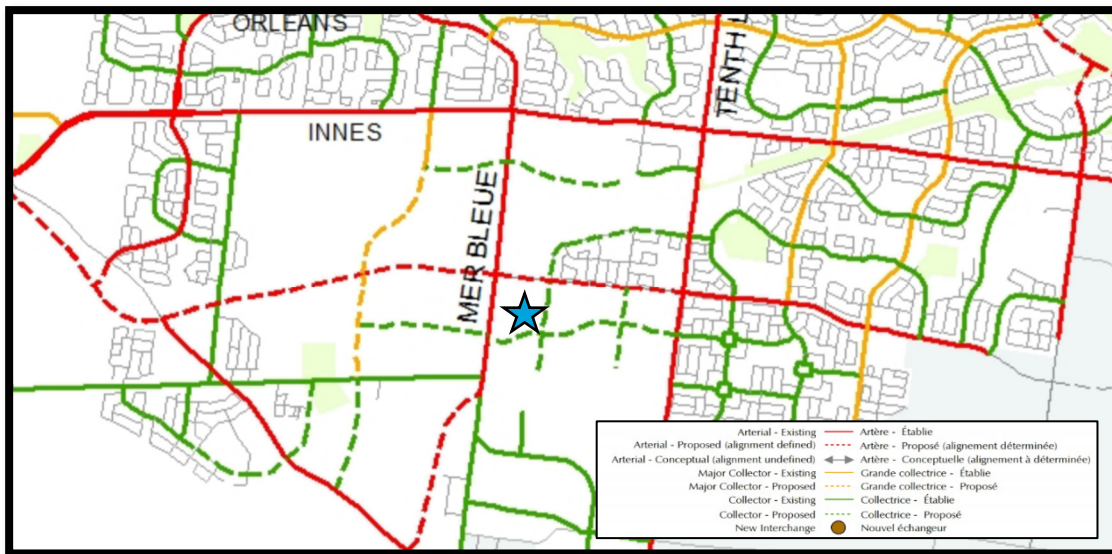 ORLÉANS
TENTH L
INNES
MER BLEUE
Arterial - Existing Artère - Établie
Arterial - Proposed (alignment defined) Artère - Proposé (alignement déterminée)
Arterial - Conceptual (alignment undefined) Artère - Conceptuelle (alignement à déterminée)
Major Collector - Existing Grande collectrice - Établie
Major Collector - Proposed Grande collectrice - Proposé
Collector - Existing Collectrice - Établie
Collector - Proposed Collectrice - Proposé
New Interchange Nouvel échangeur